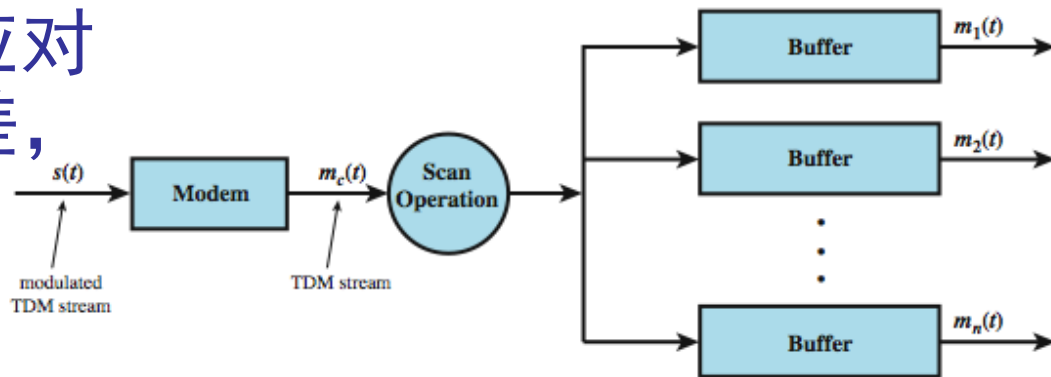 应对
差，
s(t)
Modem
mc(t)
Scan
Operation
Buffer
m1(t)
Buffer
m2(t)
Buffer
mn(t)
modulated
TDM stream
TDM stream